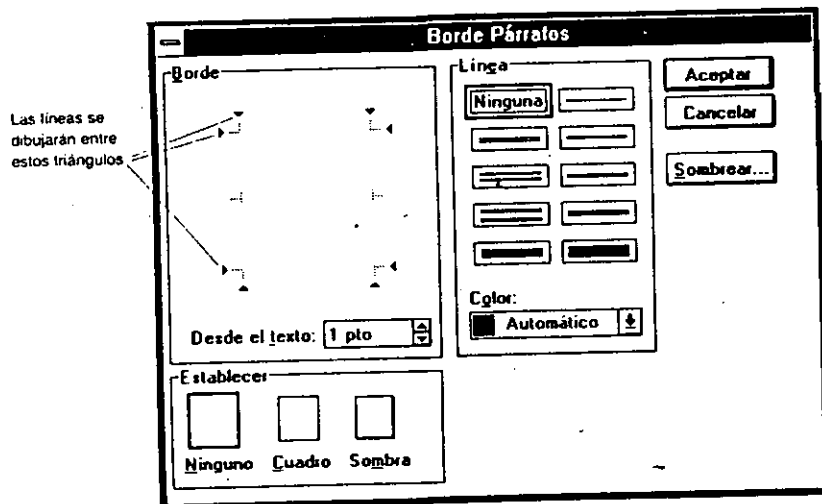 Borde Párrafos
Borde
Las líneas se
dibujarán entre
estos triángulos
Desde el texto: 1 pto
Línea
Ninguna
Color:
Automático
Aceptar
Cancelar
Sombrear...
Establecer
Ninguno Cuadro Sombra